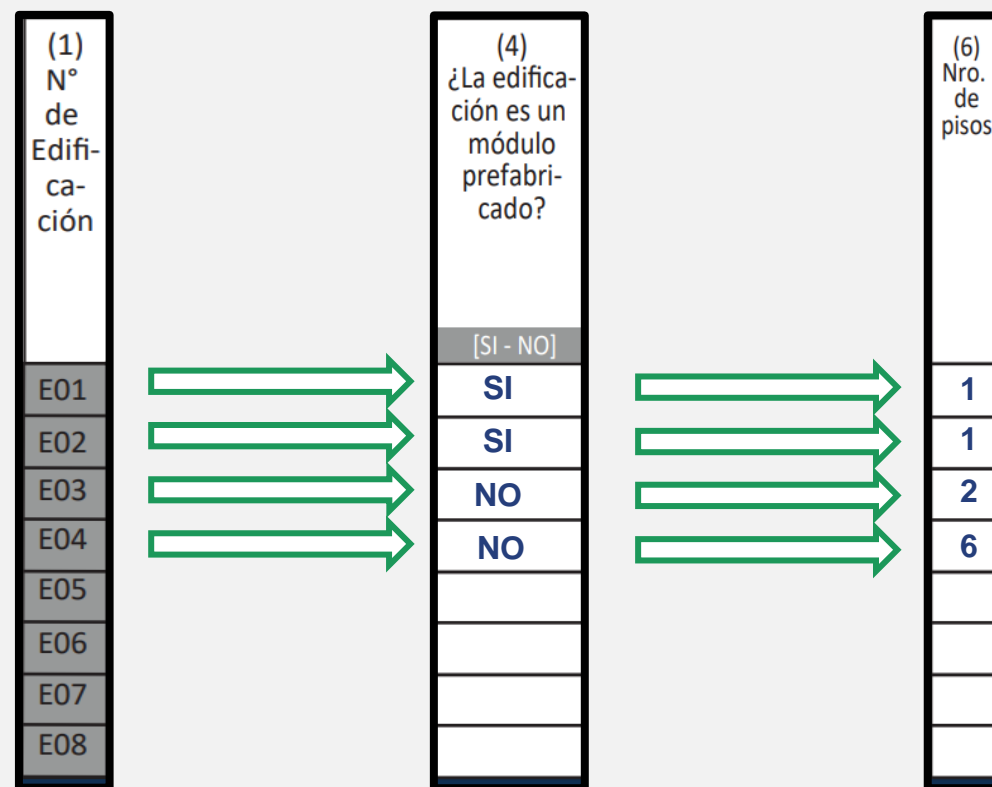 (1)
N°
de
Edifi-
ca-
ción
(4)
¿La edifica-
ción es un
módulo
prefabri-
cado?
[SI - NO]
(6)
Nro.
de
pisos
E01 SI 1
E02 SI 1
E03 NO 2
E04 NO 6
E05
E06
E07
E08